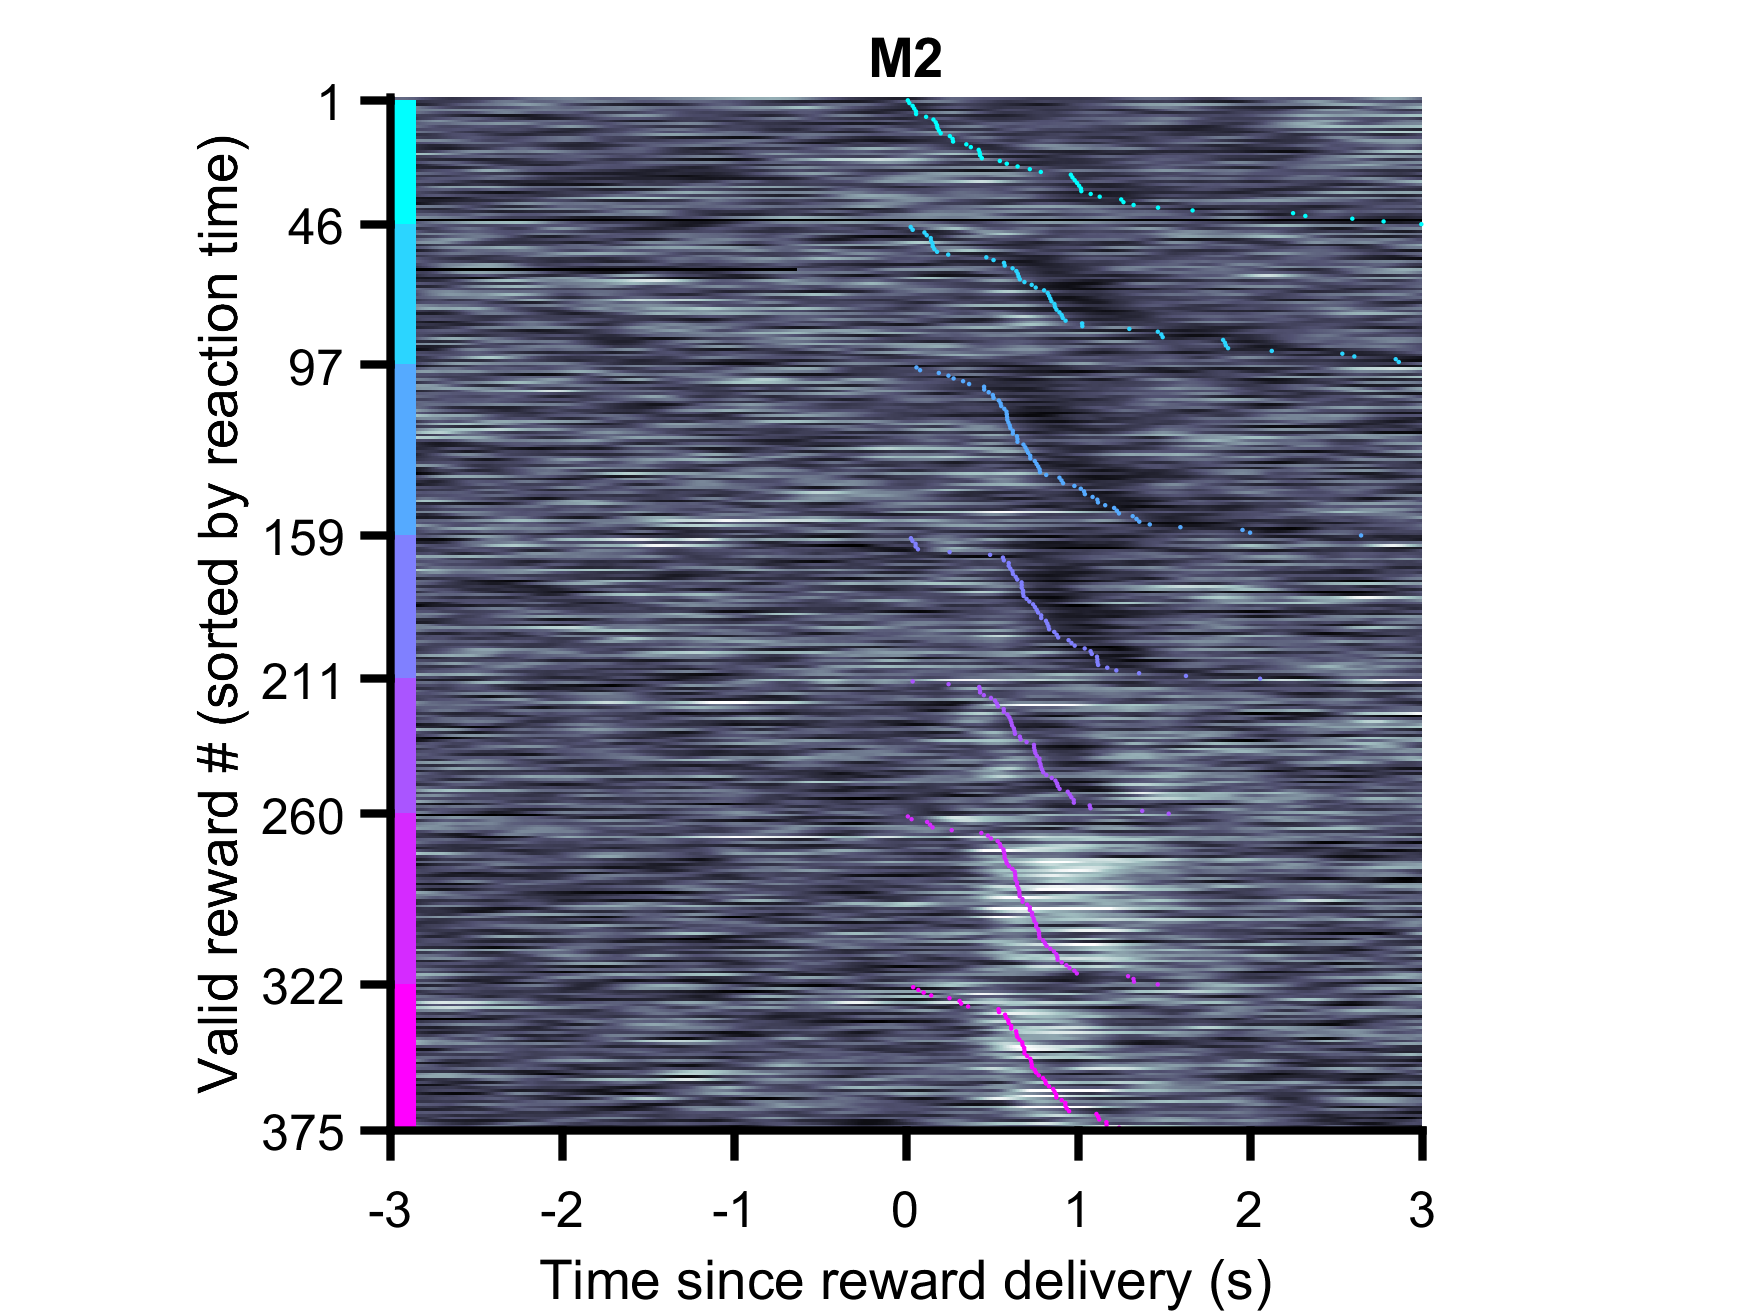 M2
Valid reward # (sorted by reaction time)
1
46
97
159
211
260
322
375
-3 -2 -1 0 1 2 3
Time since reward delivery (s)